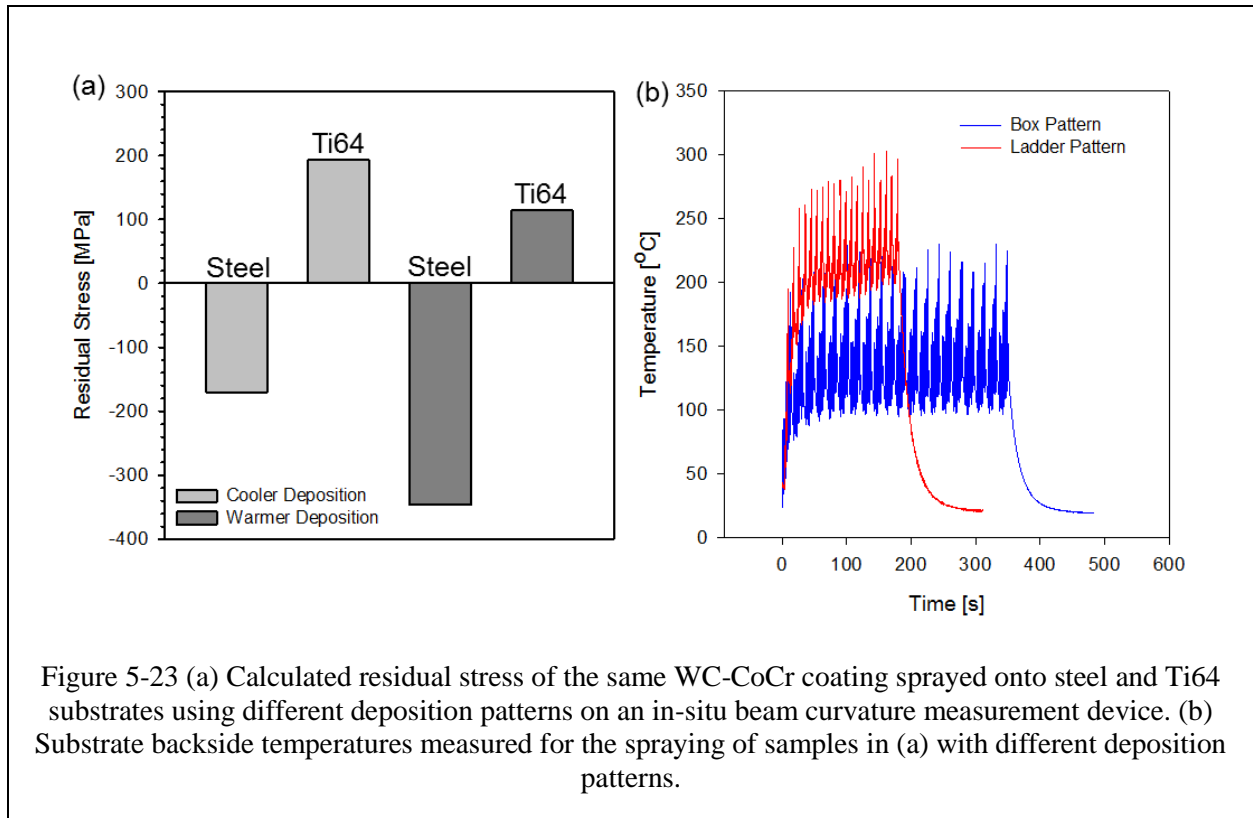 (a)
300
200
100
0
-100
-200
-300
-400
Residual Stress [MPa]
Steel
Ti64
Steel
Ti64
Cooler Deposition
Warmer Deposition
(b)
350
300
250
200
150
100
50
0
Temperature [°C]
Box Pattern
Ladder Pattern
0 100 200 300 400 500 600
Time [s]
Figure 5-23 (a) Calculated residual stress of the same WC-CoCr coating sprayed onto steel and Ti64
substrates using different deposition patterns on an in-situ beam curvature measurement device. (b)
Substrate backside temperatures measured for the spraying of samples in (a) with different deposition
patterns.